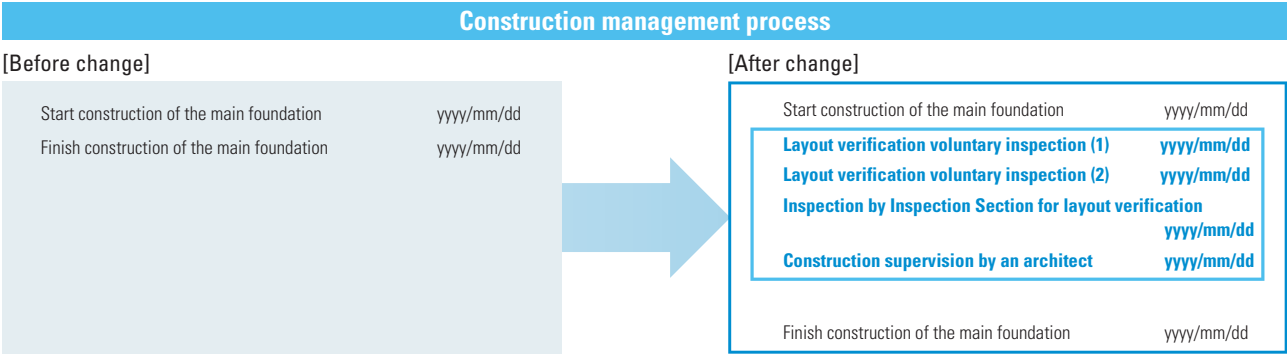 Construction management process
[Before change]
Start construction of the main foundation yyyy/mm/dd
Finish construction of the main foundation yyyy/mm/dd
[After change]
Start construction of the main foundation yyyy/mm/dd
Layout verification voluntary inspection (1) yyyy/mm/dd
Layout verification voluntary inspection (2) yyyy/mm/dd
Inspection by Inspection Section for layout verification
yyyy/mm/dd
Construction supervision by an architect yyyy/mm/dd
Finish construction of the main foundation yyyy/mm/dd